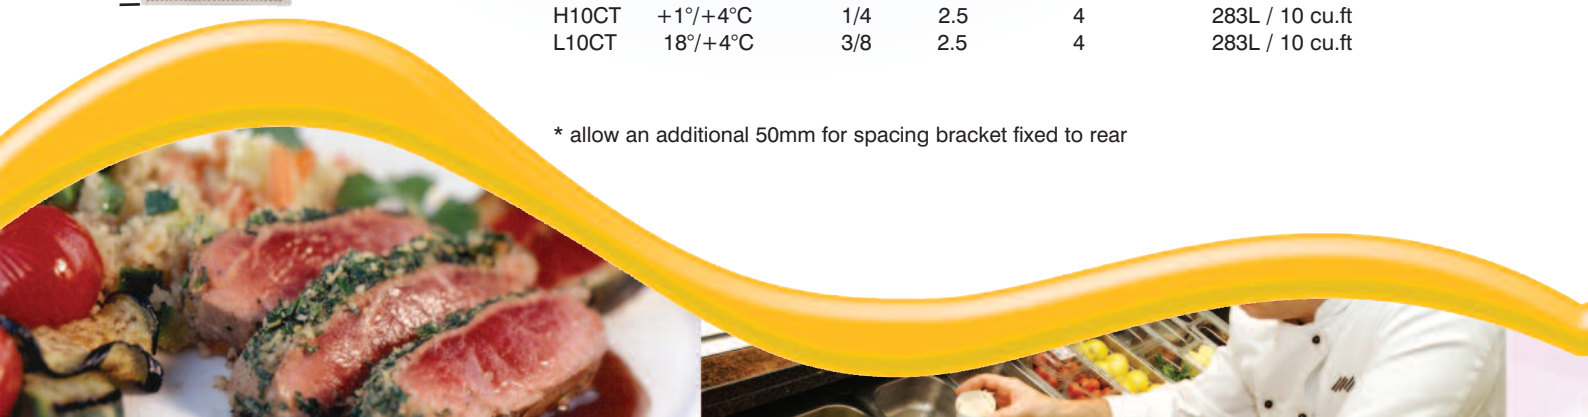 H10CT +1°/+4°C 1/4 2.5 4 283L / 10 cu.ft
L10CT 18°/+4°C 3/8 2.5 4 283L / 10 cu.ft
* allow an additional 50mm for spacing bracket fixed to rear